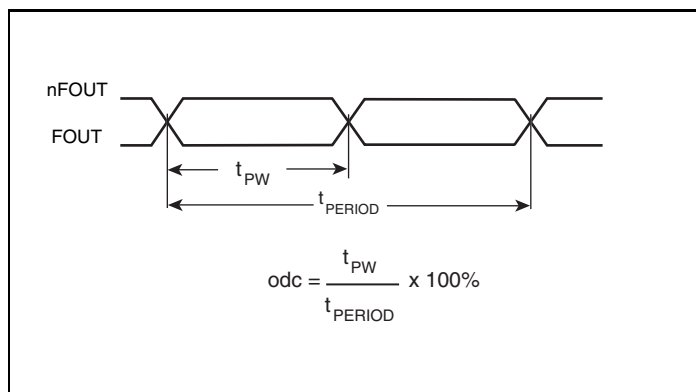 nFOUT
FOUT
tPW
tPERIOD
odc = tPW / tPERIOD x 100%